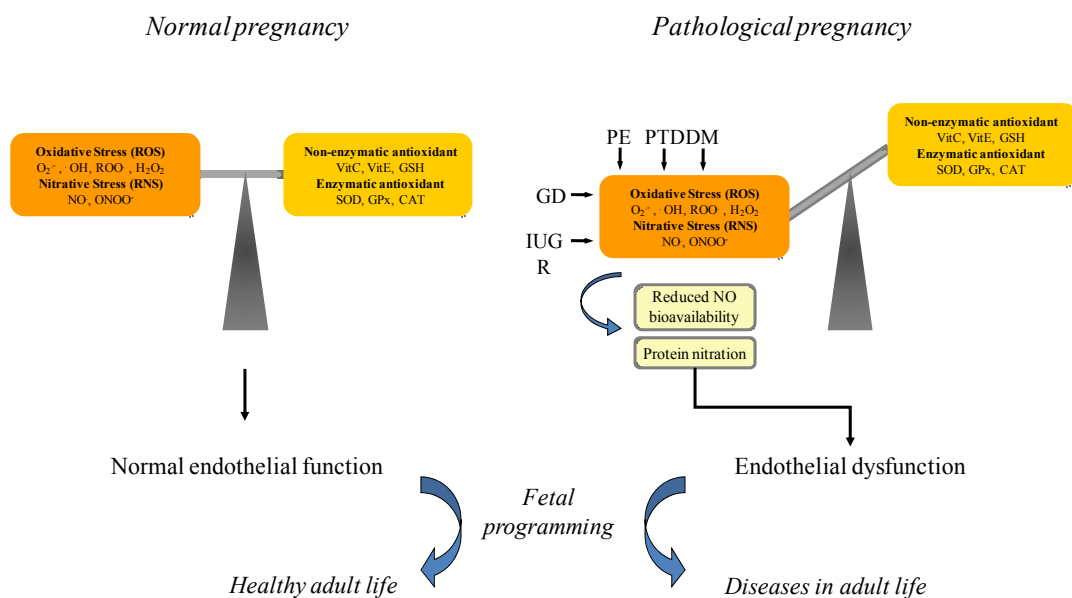 Normal pregnancy
Pathological pregnancy
Oxidative Stress (ROS)
O₂·⁻, ·OH, ROO·, H₂O₂
Nitrative Stress (RNS)
NO·, ONOO⁻
Non-enzymatic antioxidant
VitC, VitE, GSH
Enzymatic antioxidant
SOD, GPx, CAT
PE PTDDM
GD
IUG
R
Oxidative Stress (ROS)
O₂·⁻, ·OH, ROO·, H₂O₂
Nitrative Stress (RNS)
NO·, ONOO⁻
Non-enzymatic antioxidant
VitC, VitE, GSH
Enzymatic antioxidant
SOD, GPx, CAT
Reduced NO
bioavailability
Protein nitration
Normal endothelial function
Endothelial dysfunction
Fetal
programming
Healthy adult life
Diseases in adult life